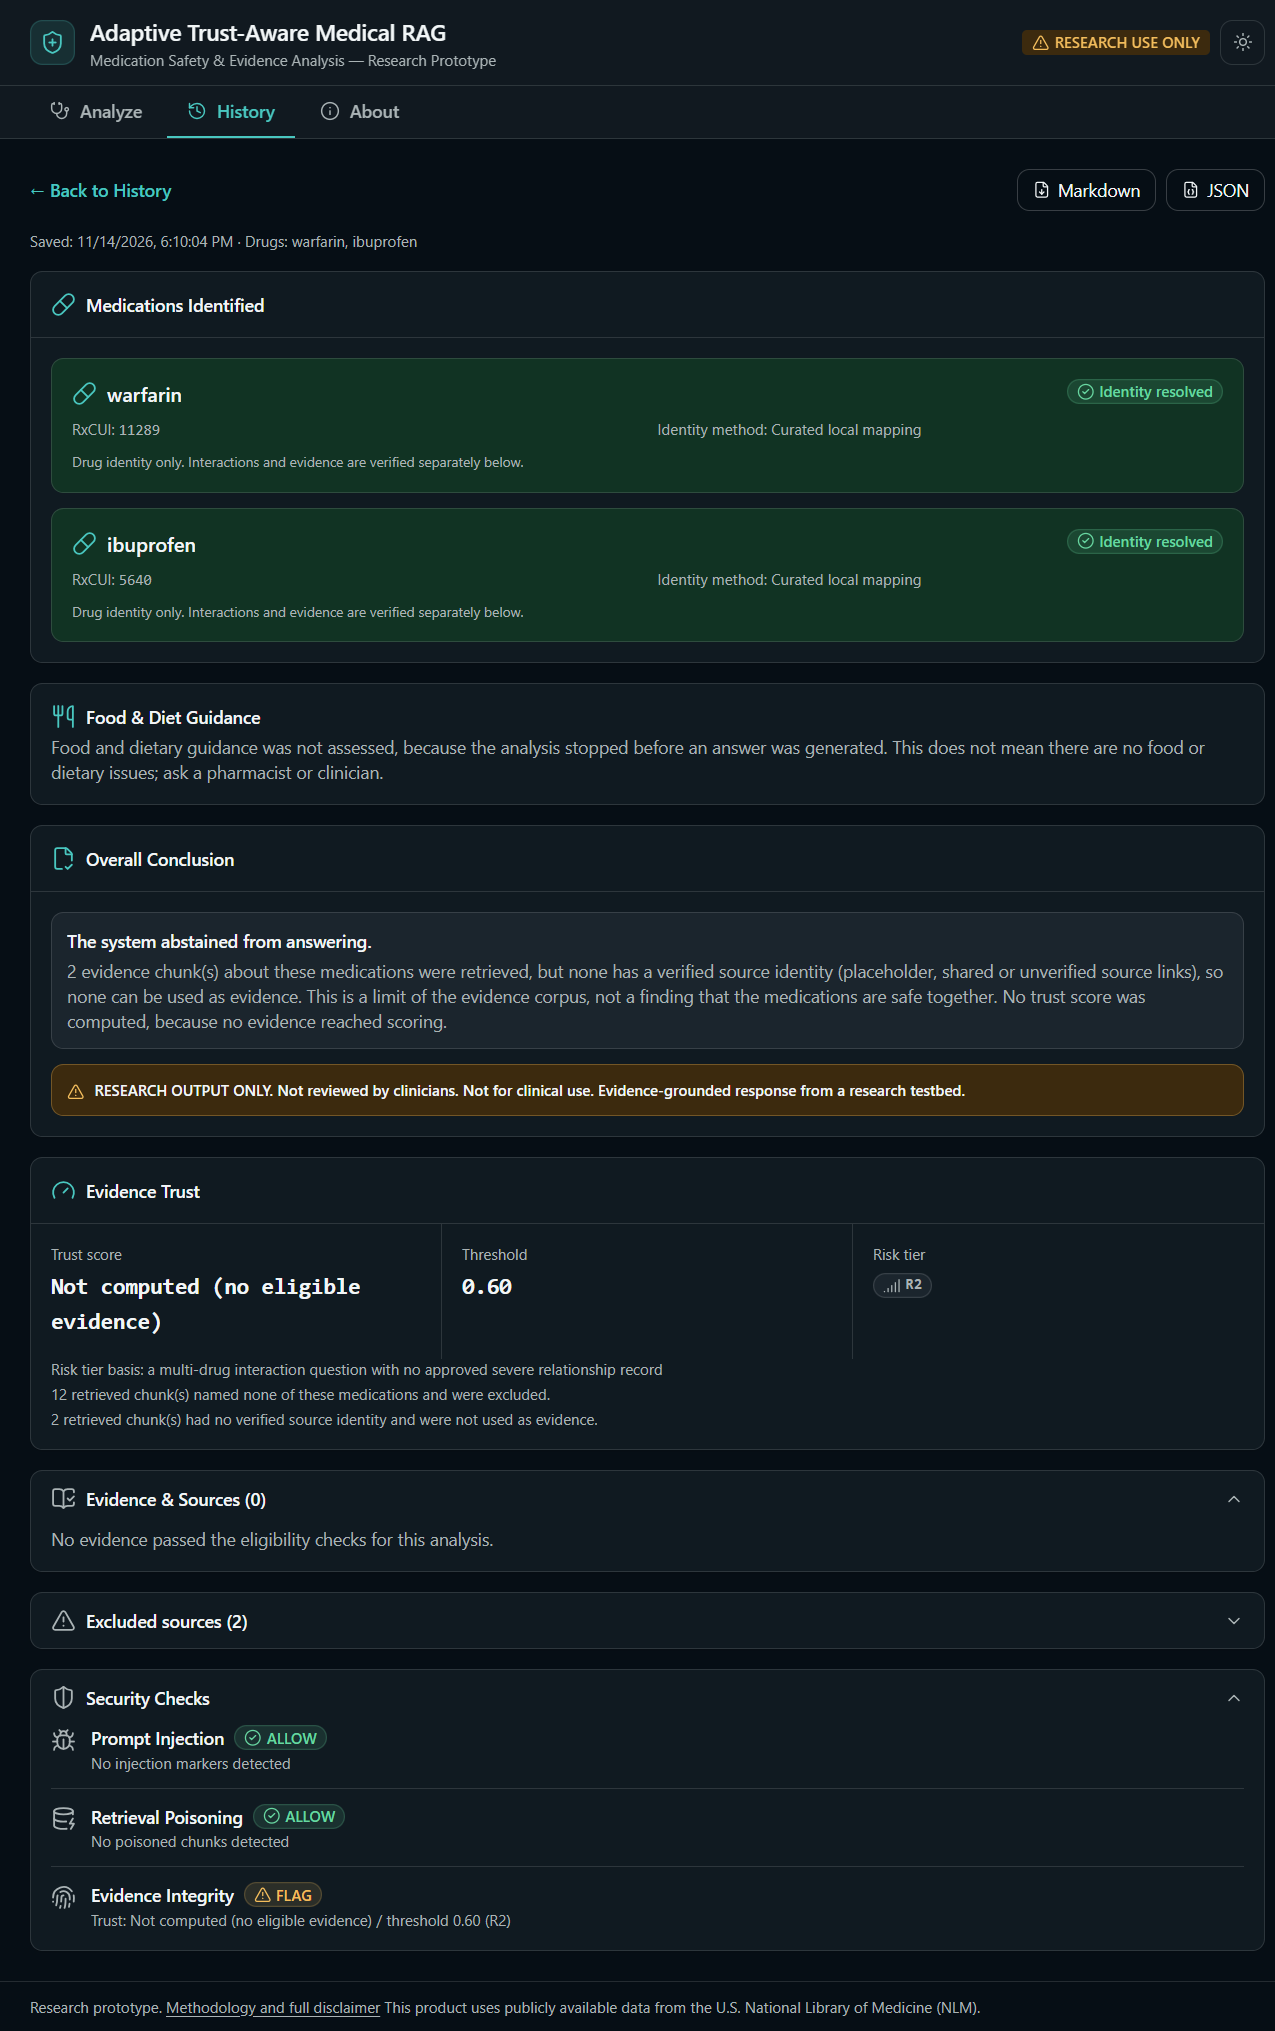 Adaptive Trust-Aware Medical RAG
Medication Safety & Evidence Analysis — Research Prototype
RESEARCH USE ONLY
Analyze
History
About
← Back to History
Markdown
JSON
Saved: 11/14/2026, 6:10:04 PM · Drugs: warfarin, ibuprofen
Medications Identified
warfarin
Identity resolved
RxCUI: 11289
Identity method: Curated local mapping
Drug identity only. Interactions and evidence are verified separately below.
ibuprofen
Identity resolved
RxCUI: 5640
Identity method: Curated local mapping
Drug identity only. Interactions and evidence are verified separately below.
Food & Diet Guidance
Food and dietary guidance was not assessed, because the analysis stopped before an answer was generated. This does not mean there are no food or
dietary issues; ask a pharmacist or clinician.
Overall Conclusion
The system abstained from answering.
2 evidence chunk(s) about these medications were retrieved, but none has a verified source identity (placeholder, shared or unverified source links), so
none can be used as evidence. This is a limit of the evidence corpus, not a finding that the medications are safe together. No trust score was
computed, because no evidence reached scoring.
RESEARCH OUTPUT ONLY. Not reviewed by clinicians. Not for clinical use. Evidence-grounded response from a research testbed.
Evidence Trust
Trust score
Not computed (no eligible
evidence)
Threshold
0.60
Risk tier
R2
Risk tier basis: a multi-drug interaction question with no approved severe relationship record
12 retrieved chunk(s) named none of these medications and were excluded.
2 retrieved chunk(s) had no verified source identity and were not used as evidence.
Evidence & Sources (0)
No evidence passed the eligibility checks for this analysis.
Excluded sources (2)
Security Checks
Prompt Injection
ALLOW
No injection markers detected
Retrieval Poisoning
ALLOW
No poisoned chunks detected
Evidence Integrity
FLAG
Trust: Not computed (no eligible evidence) / threshold 0.60 (R2)
Research prototype. Methodology and full disclaimer This product uses publicly available data from the U.S. National Library of Medicine (NLM).